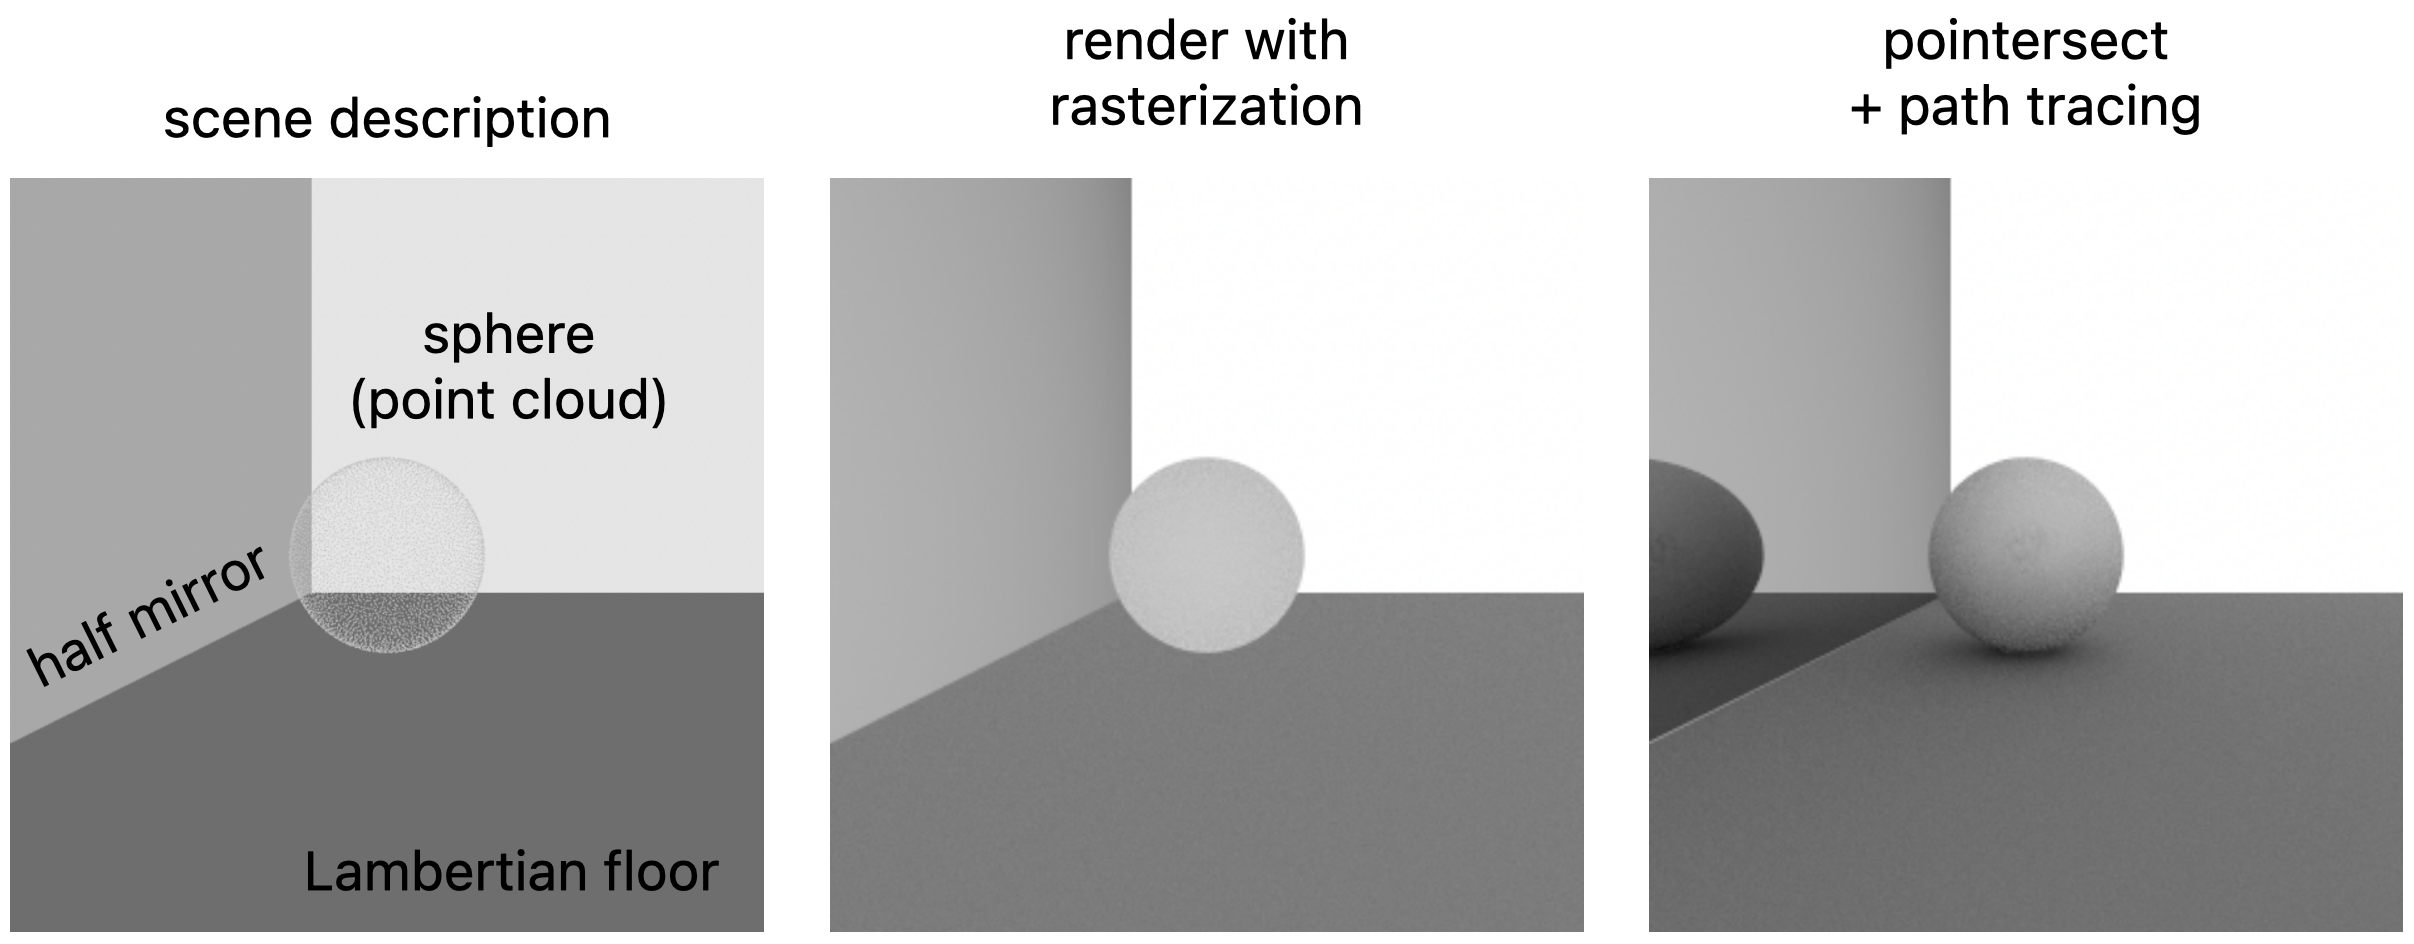 scene description
render with
rasterization
pointersect
+ path tracing
sphere
(point cloud)
half mirror
Lambertian floor